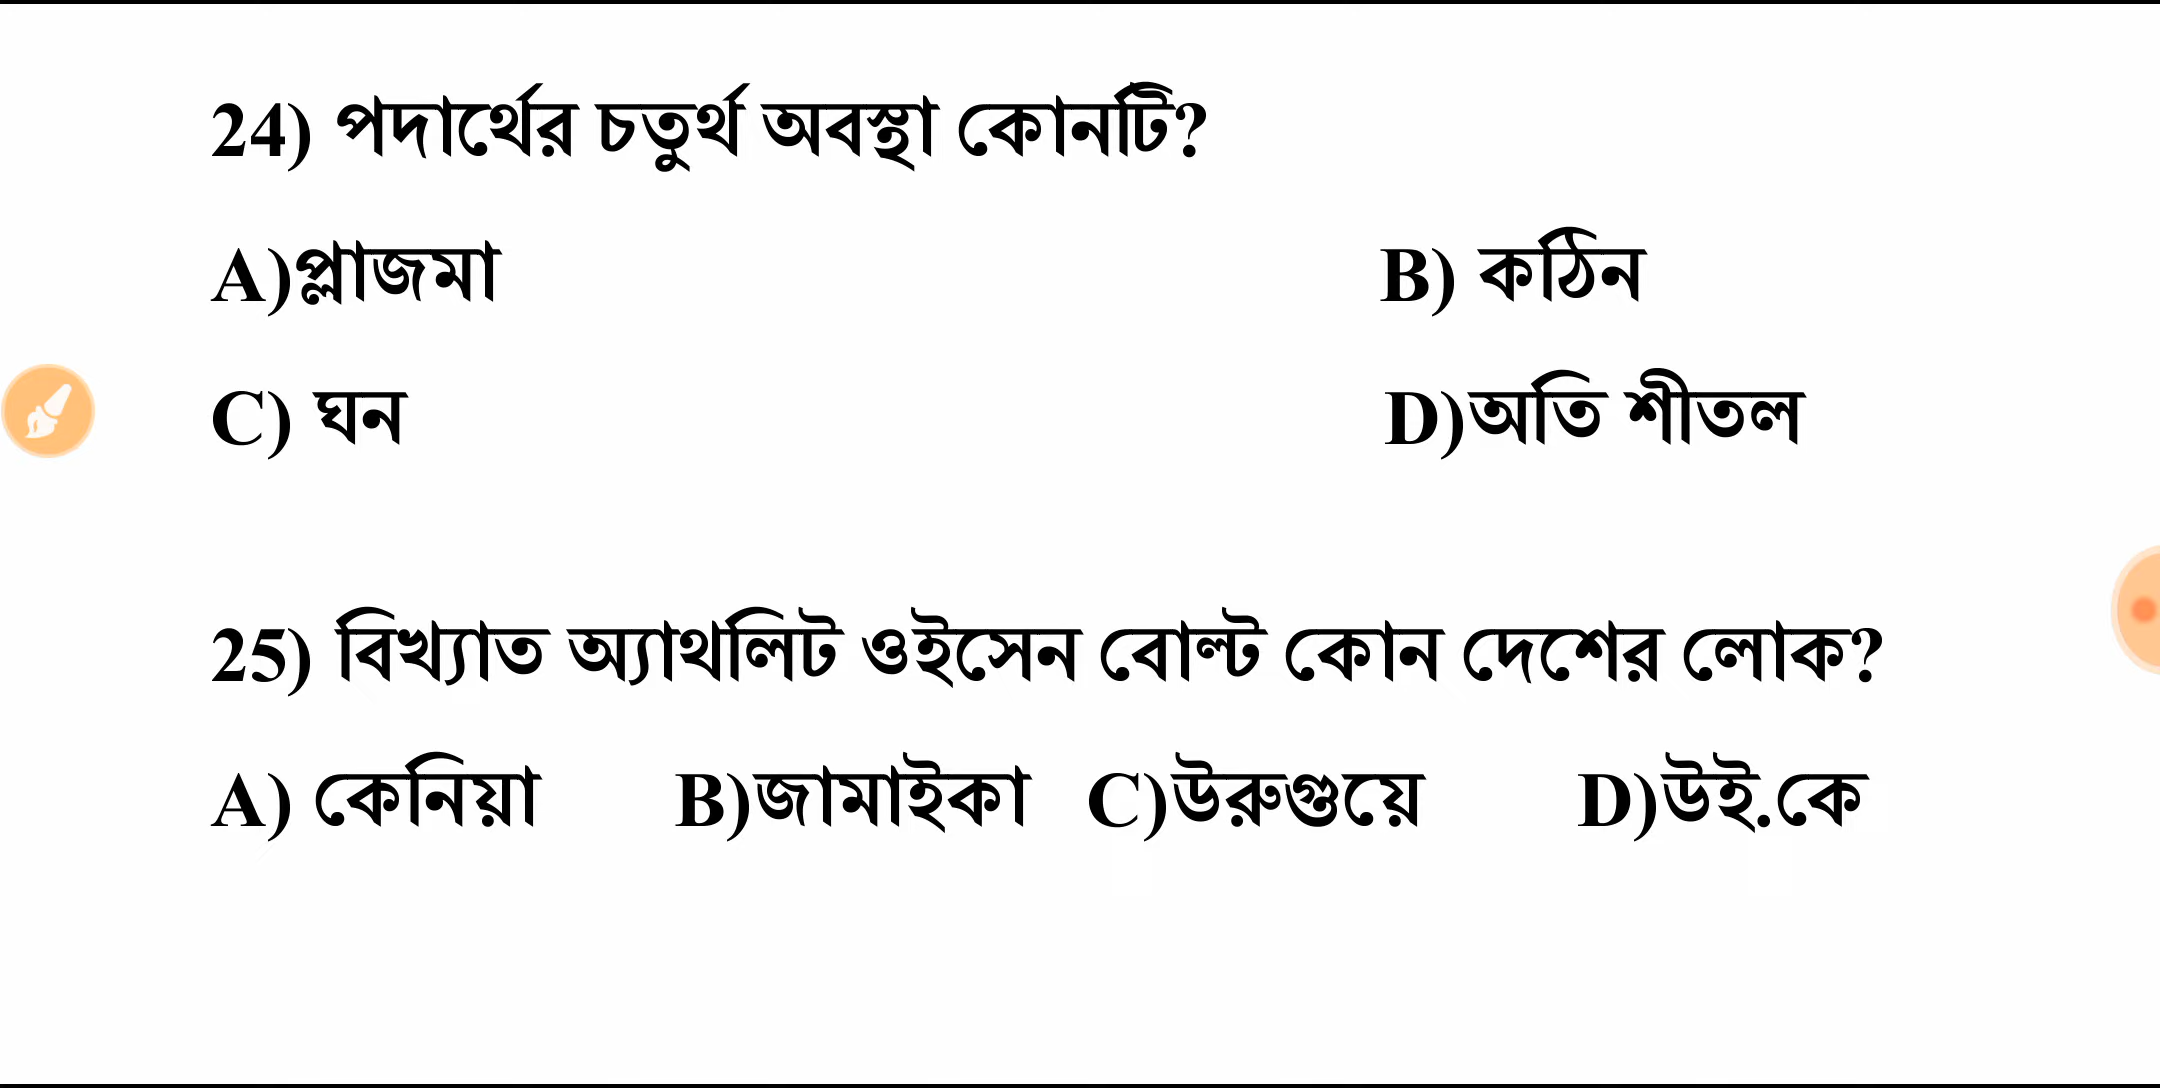 24) পদার্থের চতুর্থ অবস্থা কোনটি?
A)প্লাজমা B) কঠিন
C) ঘন D)অতি শীতল
25) বিখ্যাত অ্যাথলিট ওইসেন বোল্ট কোন দেশের লোক?
A) কেনিয়া B)জামাইকা C)উরুগুয়ে D)উই.কে